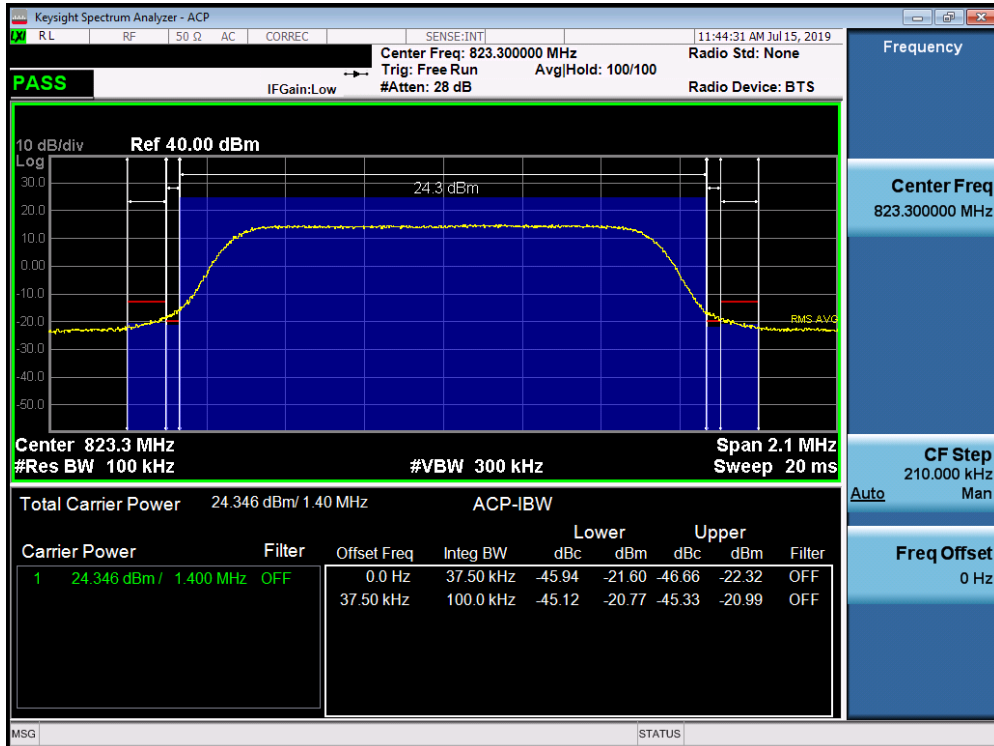 Keysight Spectrum Analyzer - ACP
LXI RL RF 50 Ω AC CORREC SENSE:INT 11:44:31 AM Jul 15, 2019
Center Freq: 823.300000 MHz Radio Std: None
Trig: Free Run Avg|Hold: 100/100
PASS IFGain:Low #Atten: 28 dB Radio Device: BTS
10 dB/div Ref 40.00 dBm
Log
30.0
24.3 dBm
20.0
10.0
0.00
-10.0
-20.0
RMS AVG
-30.0
-40.0
-50.0
Center 823.3 MHz Span 2.1 MHz
#Res BW 100 kHz #VBW 300 kHz Sweep 20 ms
Total Carrier Power 24.346 dBm/ 1.40 MHz ACP-IBW
Lower Upper
Carrier Power Filter Offset Freq Integ BW dBc dBm dBc dBm Filter
1 24.346 dBm / 1.400 MHz OFF 0.0 Hz 37.50 kHz -45.94 -21.60 -46.66 -22.32 OFF
37.50 kHz 100.0 kHz -45.12 -20.77 -45.33 -20.99 OFF
MSG STATUS
Frequency
Center Freq
823.300000 MHz
CF Step
210.000 kHz
Auto Man
Freq Offset
0 Hz